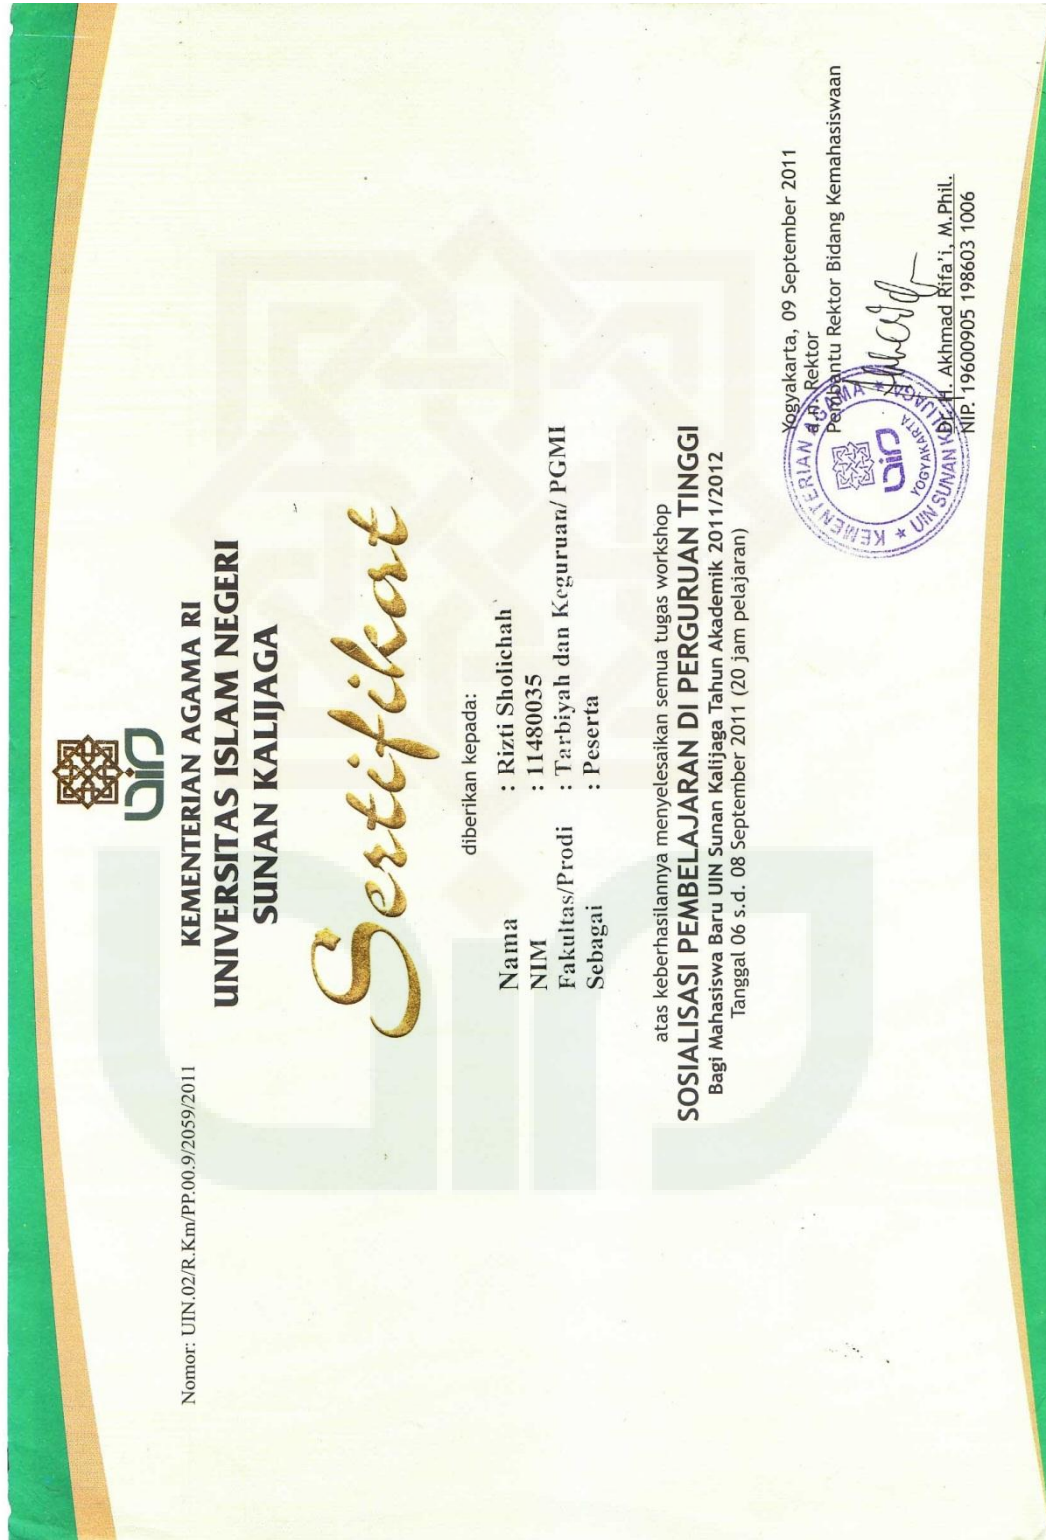 Nomor: UIN.02/R.Km/PP.00.9/2059/2011
uin
KEMENTERIAN AGAMA RI
UNIVERSITAS ISLAM NEGERI
SUNAN KALIJAGA
Sertifikat
diberikan kepada:
Nama : Rizti Sholichah
NIM : 11480035
Fakultas/Prodi : Tarbiyah dan Keguruan/ PGMI
Sebagai : Peserta
atas keberhasilannya menyelesaikan semua tugas workshop
SOSIALISASI PEMBELAJARAN DI PERGURUAN TINGGI
Bagi Mahasiswa Baru UIN Sunan Kalijaga Tahun Akademik 2011/2012
Tanggal 06 s.d. 08 September 2011 (20 jam pelajaran)
Yogyakarta, 09 September 2011
a.n. Rektor
Pembantu Rektor Bidang Kemahasiswaan
KEMENTERIAN AGAMA * UIN SUNAN KALIJAGA *
uin
YOGYAKARTA
Dr. H. Akhmad Rifa'i, M.Phil.
NIP. 19600905 198603 1006